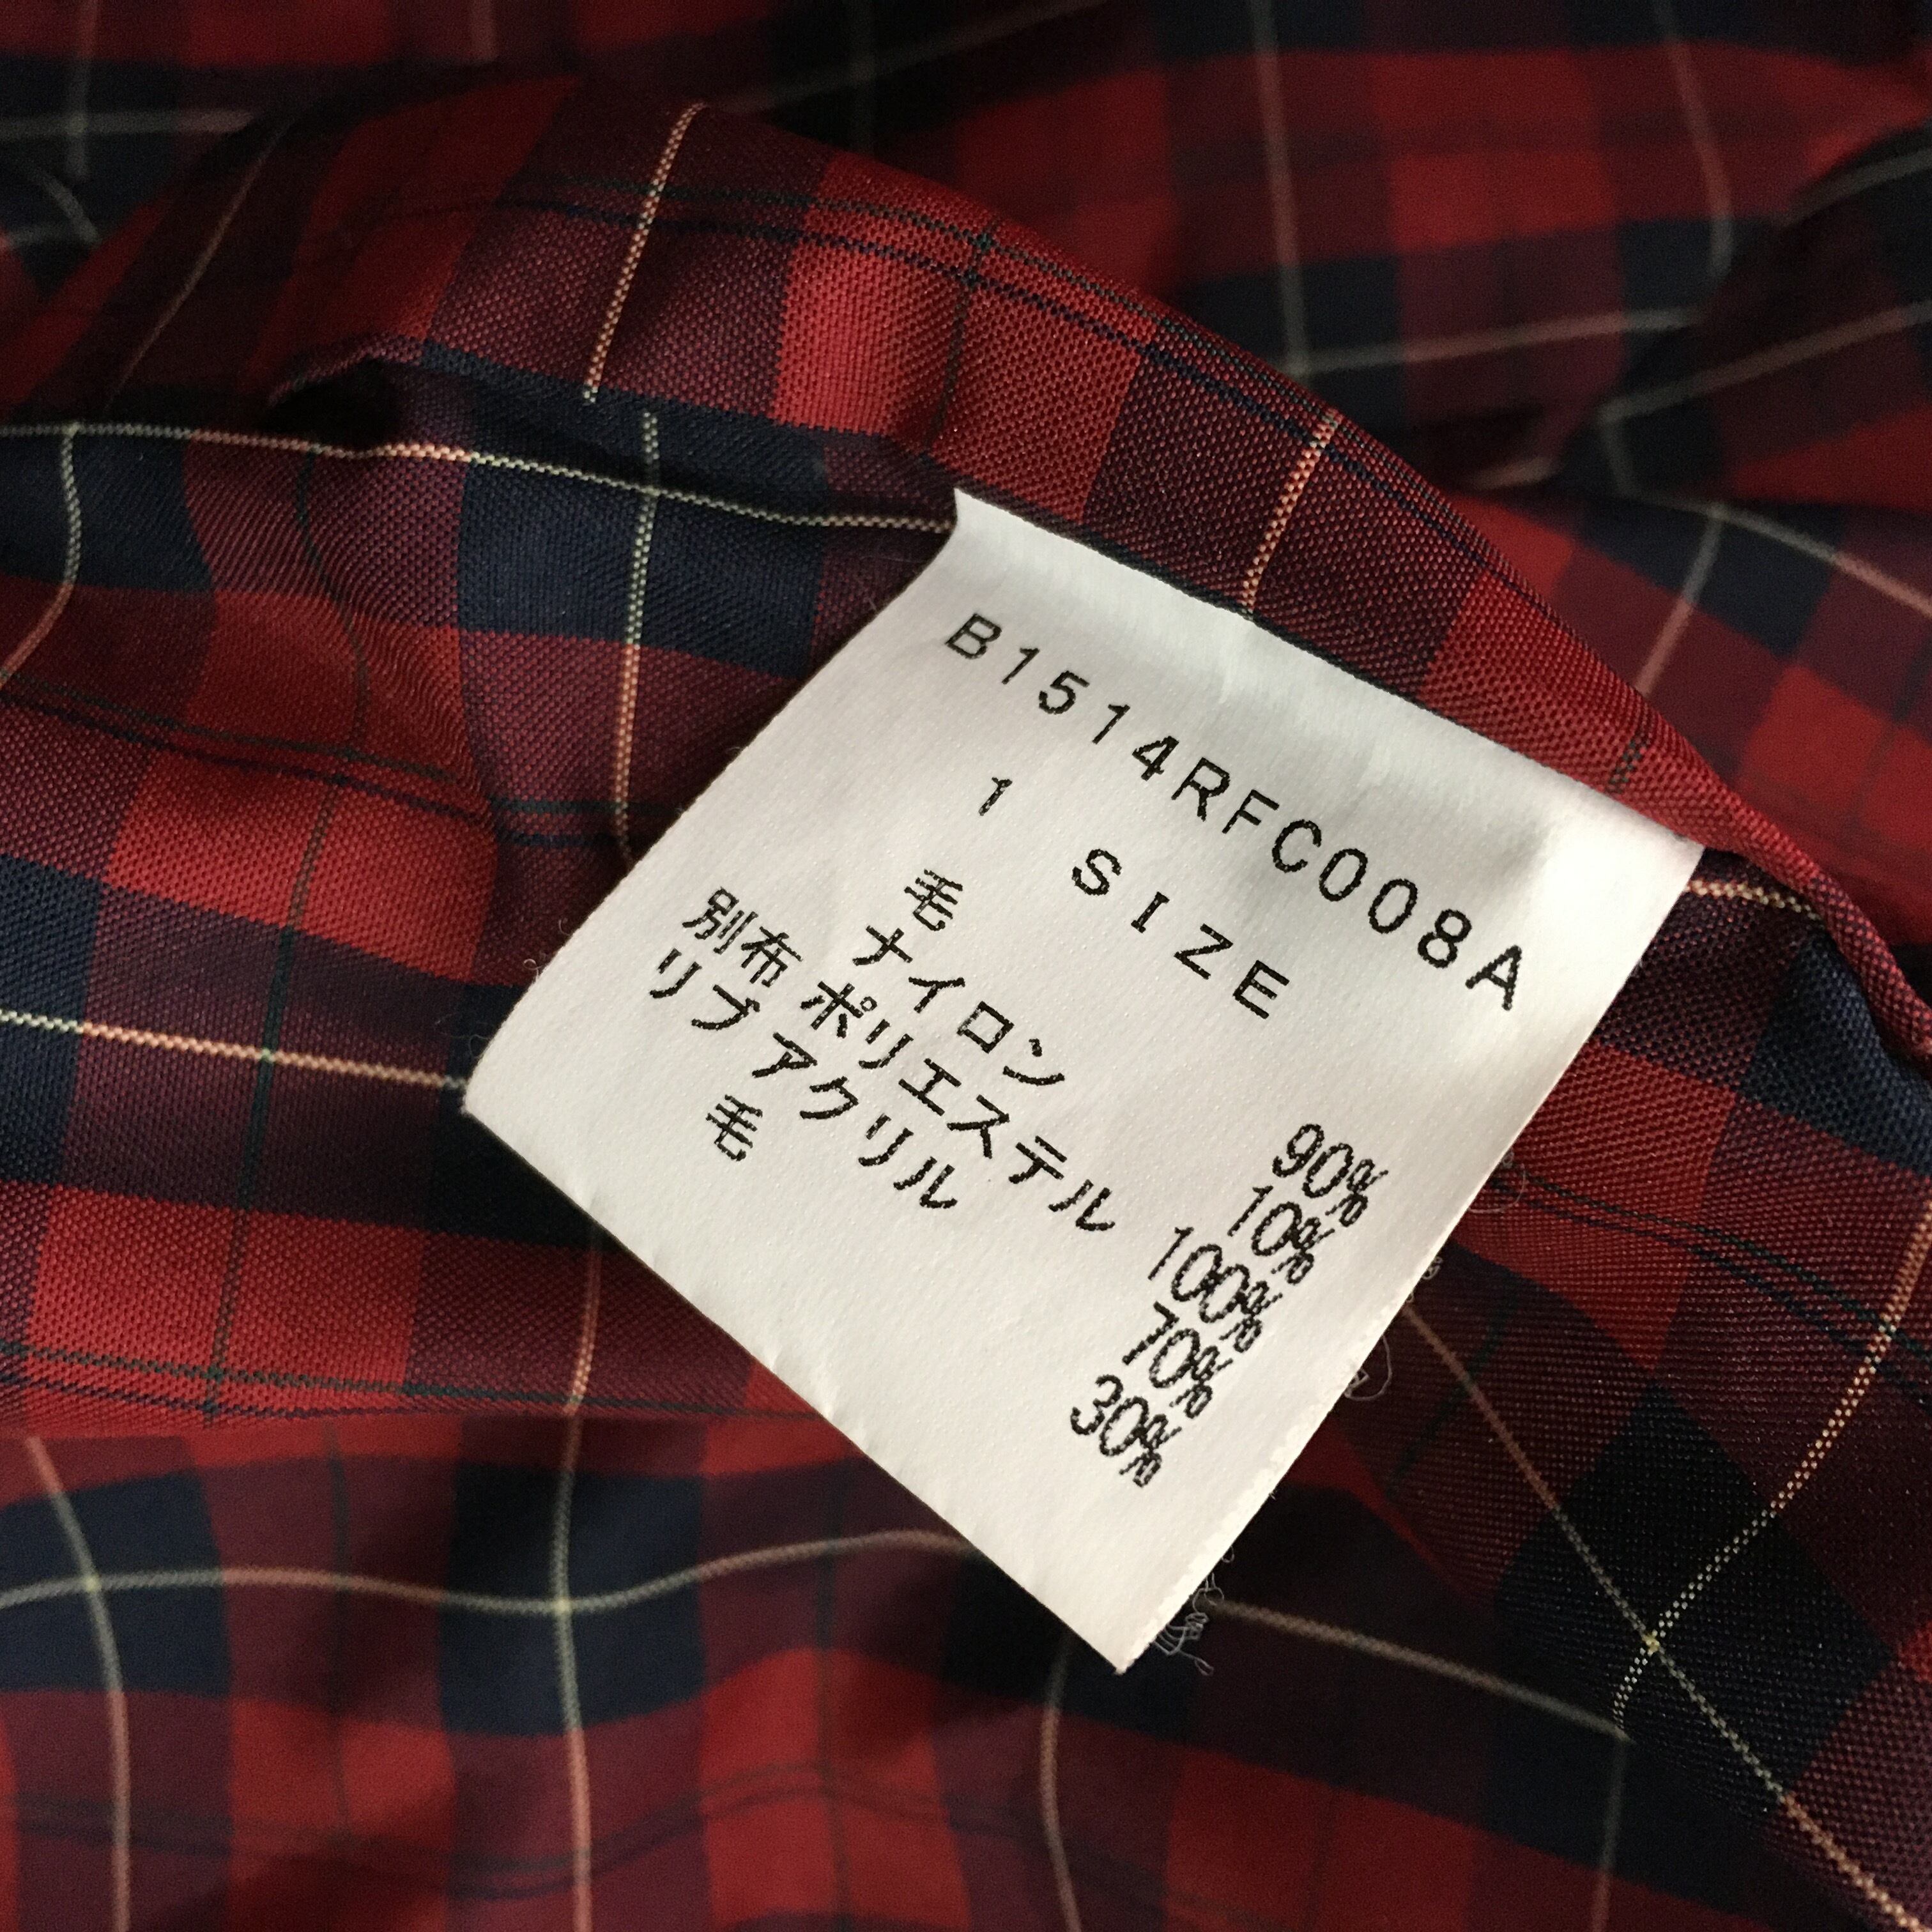 B1514RFC008A
1 SIZE
毛 90%
ナイロン 10%
別布 ポリエステル 100%
リブ アクリル 70%
毛 30%